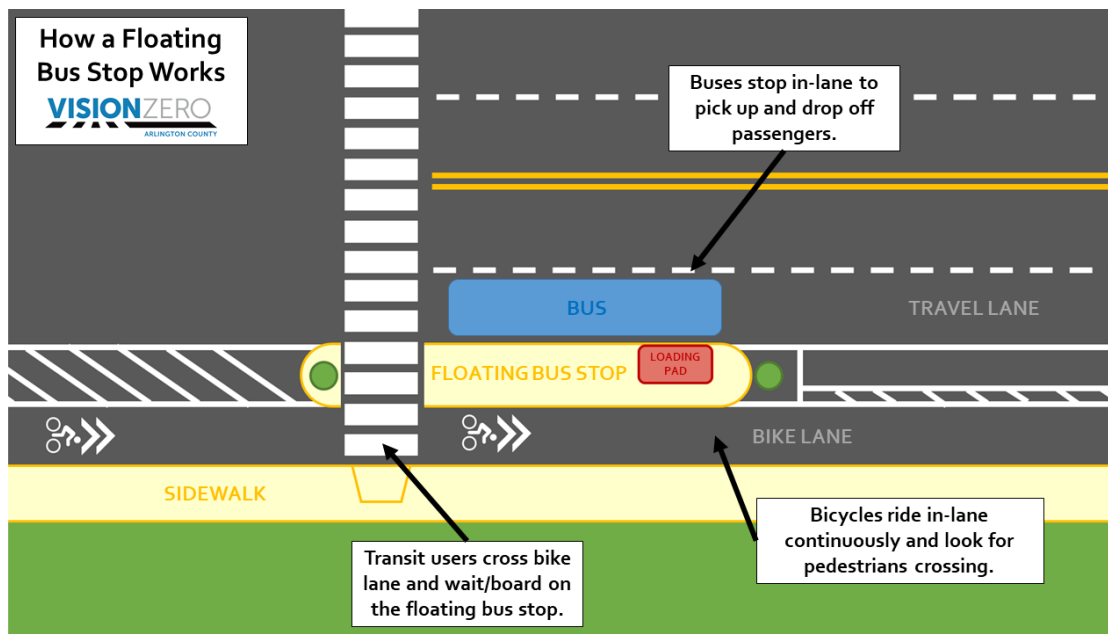 How a Floating
Bus Stop Works
VISIONZERO
ARLINGTON COUNTY
Buses stop in-lane to
pick up and drop off
passengers.
BUS
TRAVEL LANE
LOADING
PAD
FLOATING BUS STOP
BIKE LANE
SIDEWALK
Transit users cross bike
lane and wait/board on
the floating bus stop.
Bicycles ride in-lane
continuously and look for
pedestrians crossing.